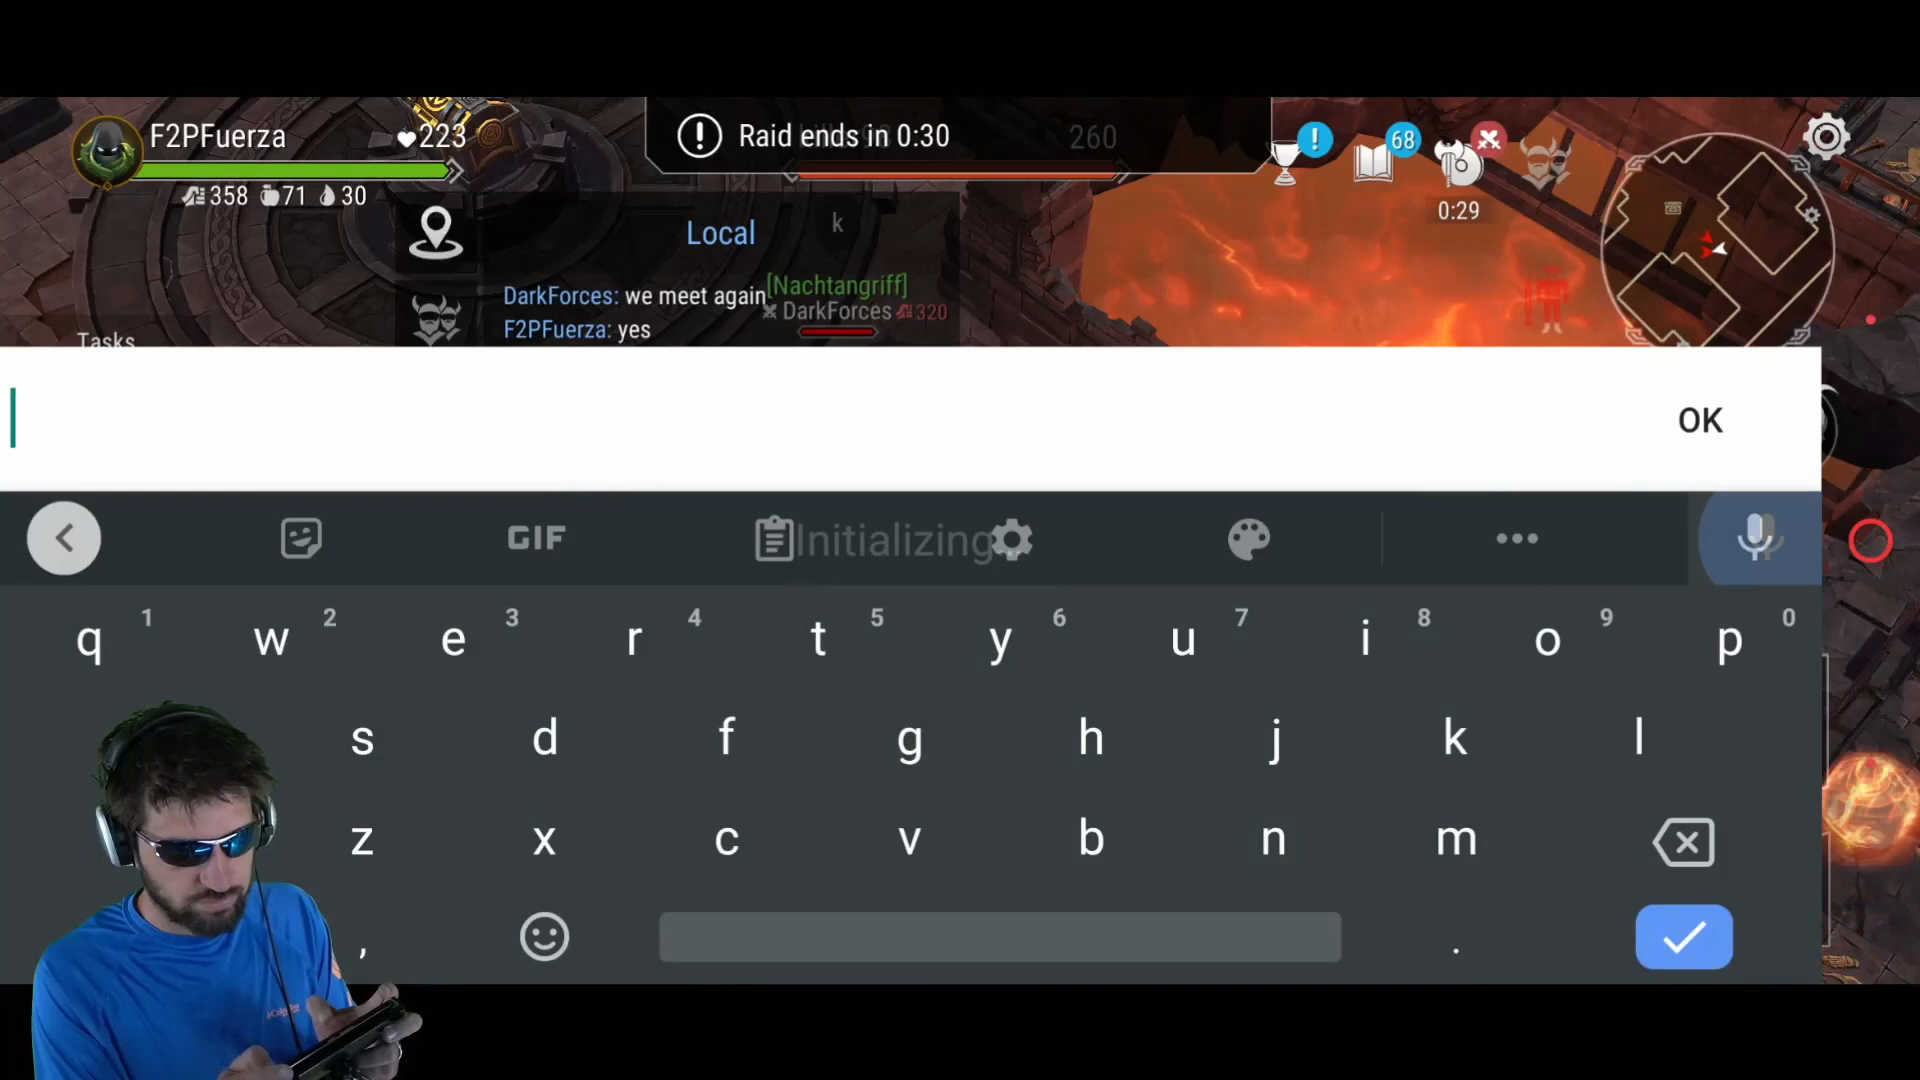 F2PFuerza
223
Raid ends in 0:30
260
68
358 71 30
0:29
Local
k
DarkForces: we meet again
[Nachtangriff]
DarkForces 320
F2PFuerza: yes
Tasks
OK
GIF
Initializing
q 1 w 2 e 3 r 4 t 5 y 6 u 7 i 8 o 9 p 0
s d f g h j k l
z x c v b n m
, .